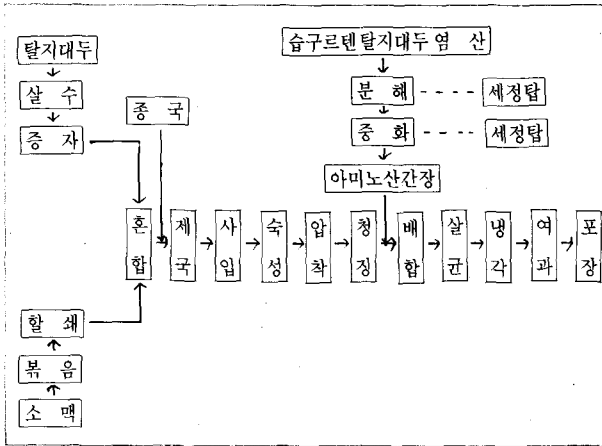 탈지대두
살 수
증 자
종 국
습구르텐탈지대두 염 산
분 해
세정탑
중 화
세정탑
아미노산간장
혼합
제국
사입
숙성
압착
청징
배합
살균
냉각
여과
포장
할 쇄
볶 음
소 맥